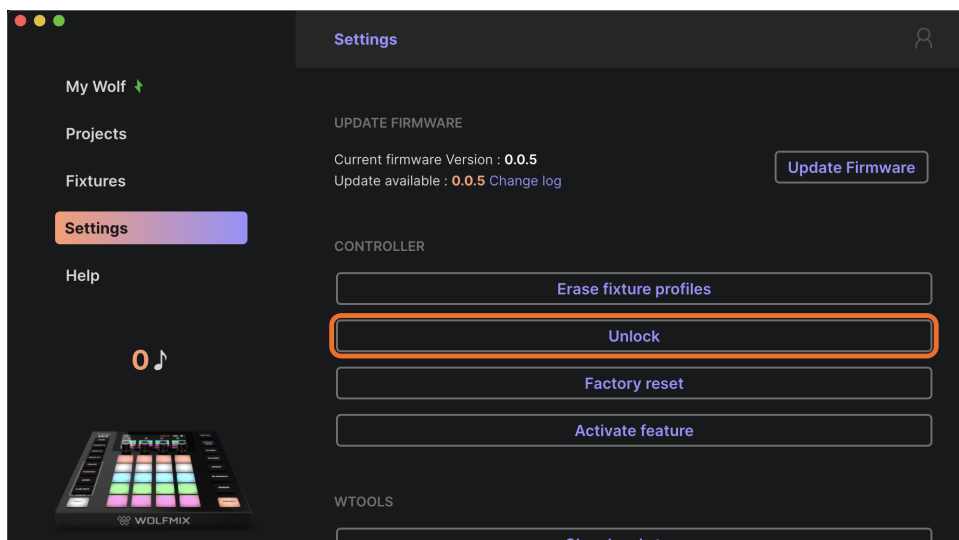 Settings
My Wolf
Projects
Fixtures
Settings
Help
0
WOLFMIX
UPDATE FIRMWARE
Current firmware Version : 0.0.5
Update available : 0.0.5 Change log
Update Firmware
CONTROLLER
Erase fixture profiles
Unlock
Factory reset
Activate feature
WTOOLS